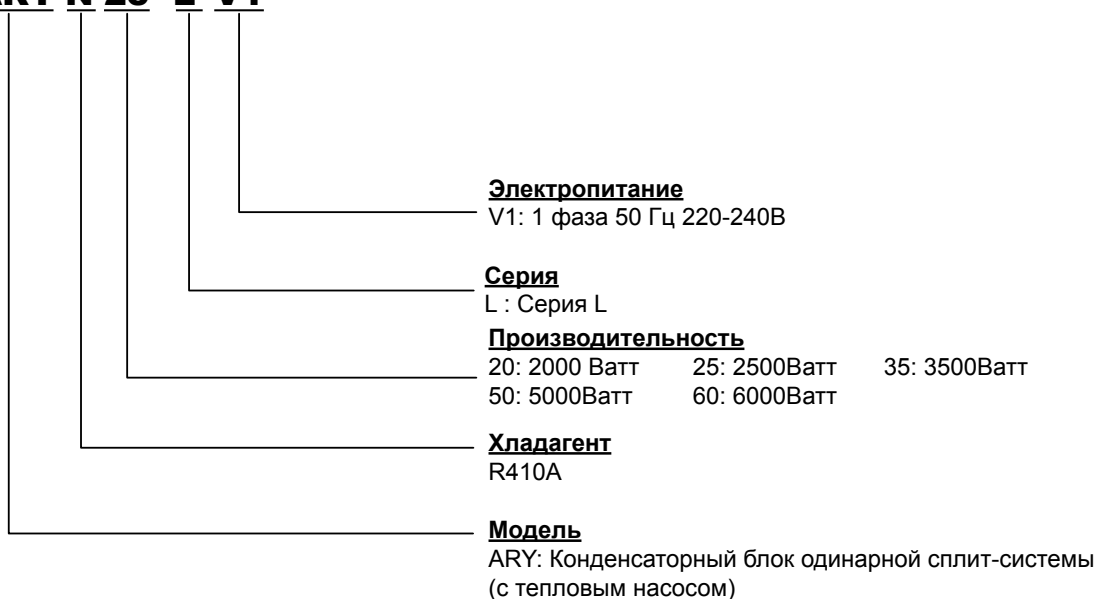 V1
Электропитание
V1: 1 фаза 50 Гц 220-240В
Серия
L : Серия L
Производительность
20: 2000 Ватт 25: 2500Ватт 35: 3500Ватт
50: 5000Ватт 60: 6000Ватт
Хладагент
R410A
Модель
ARY: Конденсаторный блок одинарной сплит-системы
(с тепловым насосом)